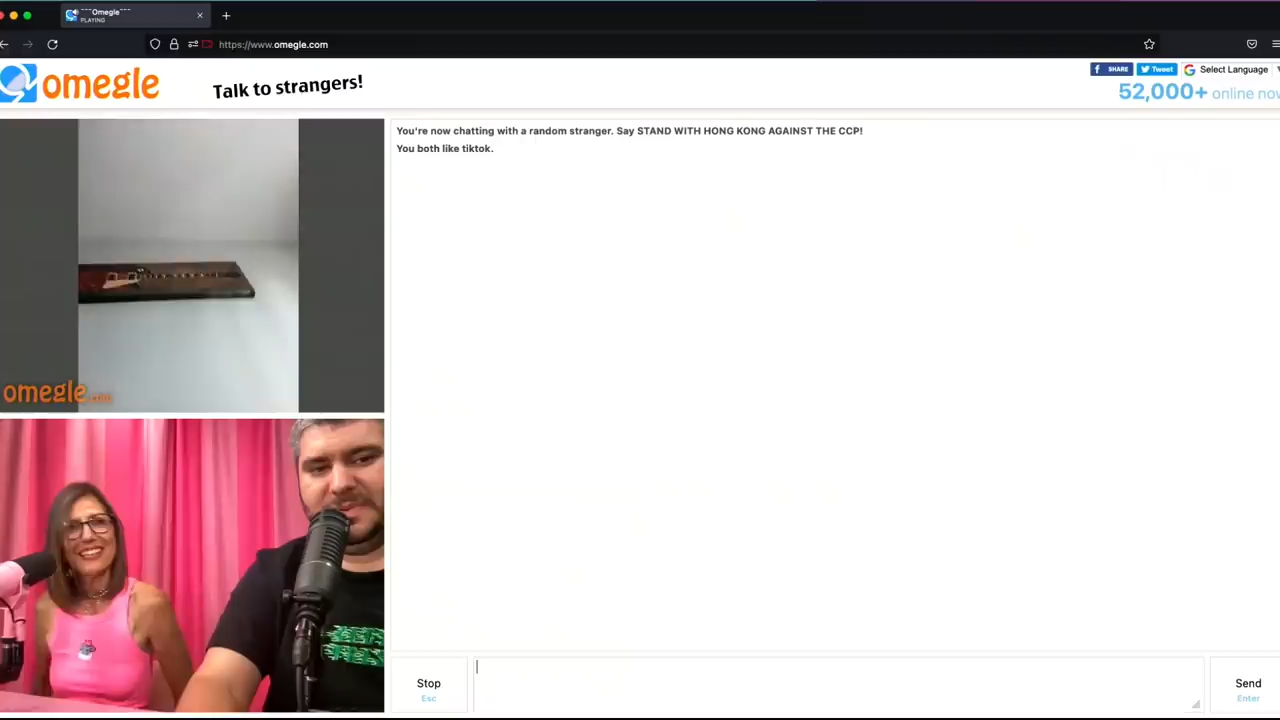 ---Omegle---
PLAYING
https://www.omegle.com
omegle
Talk to strangers!
SHARE
Tweet
Select Language
52,000+ online now
You're now chatting with a random stranger. Say STAND WITH HONG KONG AGAINST THE CCP!
You both like tiktok.
omegle.com
Stop
Esc
Send
Enter